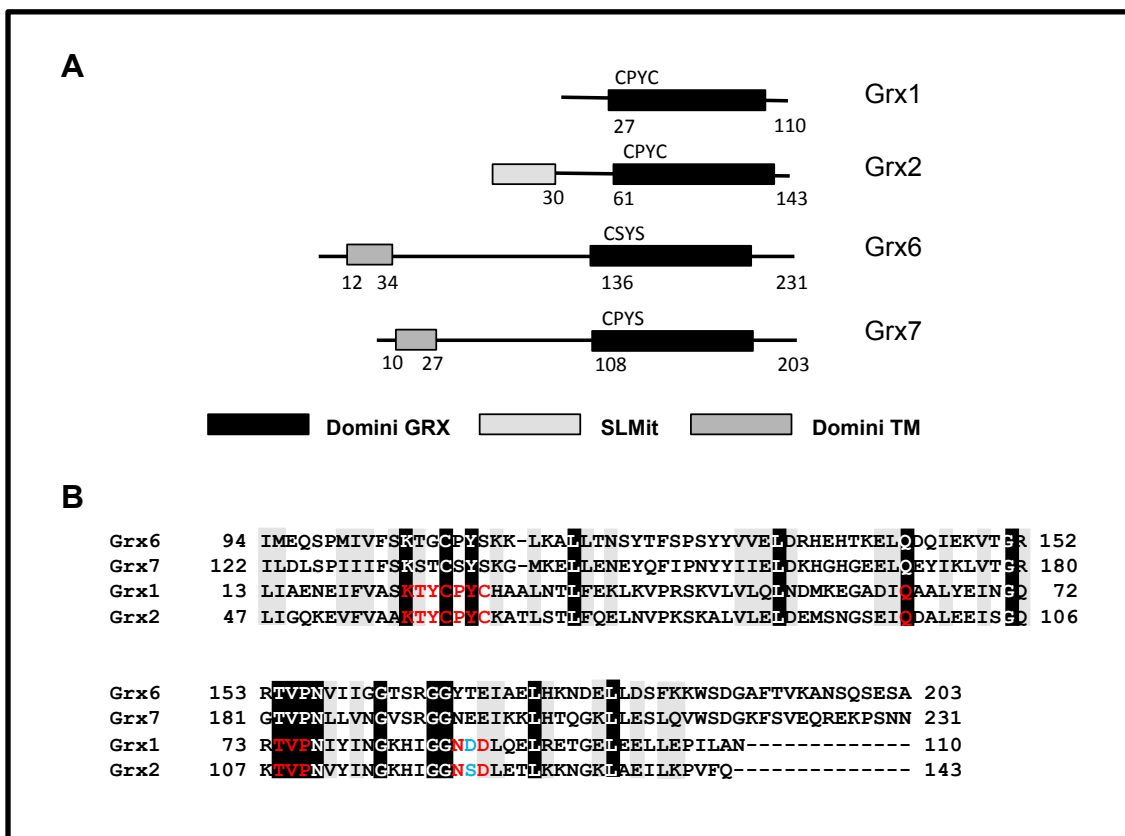 A
CPYC
Grx1
27 110
CPYC
Grx2
30 61 143
CSYS
Grx6
12 34 136 231
CPYS
Grx7
10 27 108 203
Domini GRX SLMit Domini TM
B
Grx6 94 IMEQSPMIVFSKTGCPYSKK-LKALLTNSYTFSPSYYVVELDRHEHTKELQDQIEKVTGR 152
Grx7 122 ILDLSPIIIFSKSTCSYSKG-MKELLENEYQFIPNYYIIELDKHGHGEELQEYIKLVTGR 180
Grx1 13 LIAENEIFVASKTYCPYCHAALNTLFEKLKVPRSKVLVLQLNDMKEGADIQAALYEINGQ 72
Grx2 47 LIGQKEVFVAAKTYCPYCKATLSTLFQELNVPKSKALVLELDEMSNGSEIQDALEEISGQ 106
Grx6 153 RTVPNVIIGGTSRGGYTEIAELHKNDELLDSFKKWSDGAFTVKANSQSESA 203
Grx7 181 GTVPNLLVNGVSRGGNEEIKKLHTQGKLLESLQVWSDGKFSVEQREKPSNN 231
Grx1 73 RTVPNIYINGKHIGGNDDLQELRETGELEELLEPILAN------------- 110
Grx2 107 KTVPNVYINGKHIGGNSDLETLKKNGKLAEILKPVFQ-------------- 143